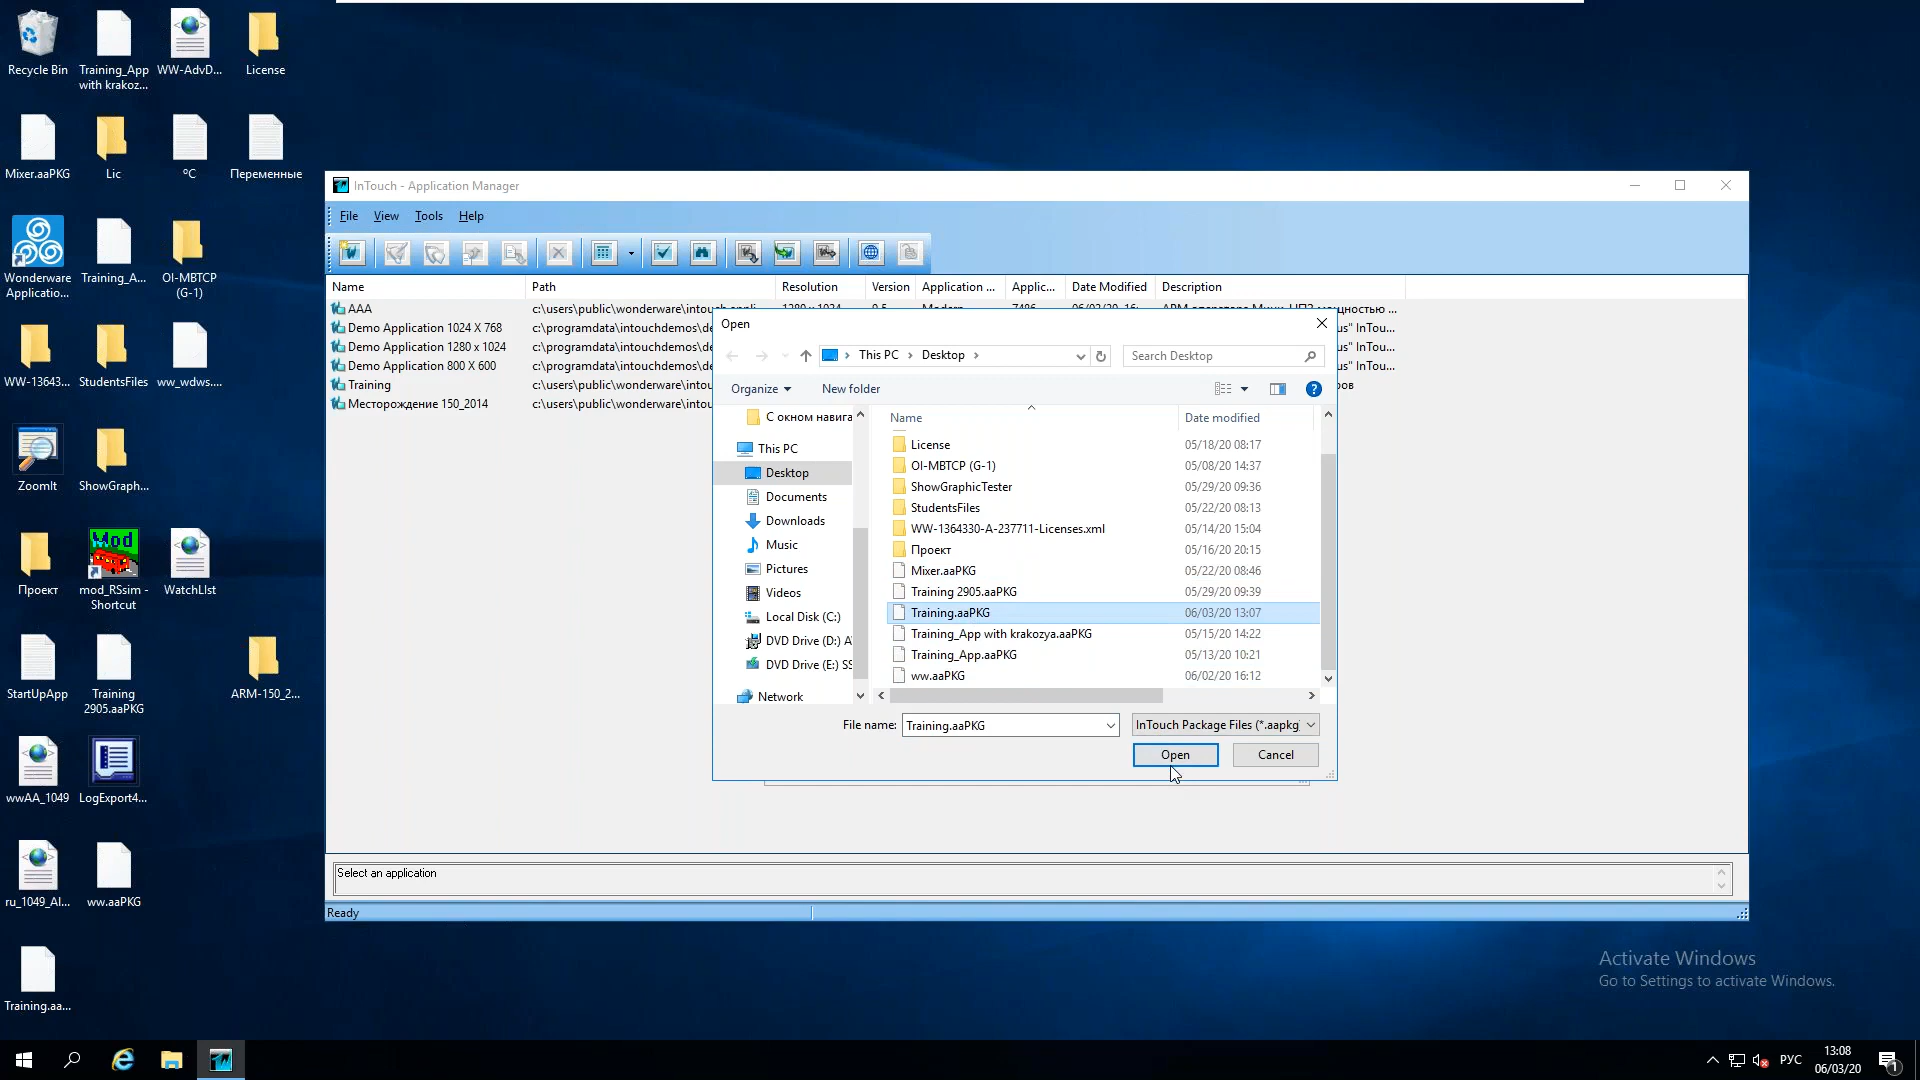 Recycle Bin
Training_App
with krakoz...
WW-AdvD...
License
Mixer.aaPKG
Lic
°C
Переменные
Wonderware
Applicatio...
Training_A...
OI-MBTCP
(G-1)
WW-13643...
StudentsFiles
ww_wdws....
ZoomIt
ShowGraph...
Проект
mod_RSsim -
Shortcut
WatchLIst
StartUpApp
Training
2905.aaPKG
ARM-150_2...
wwAA_1049
LogExport4...
ru_1049_Al...
ww.aaPKG
Training.aa...
InTouch - Application Manager
File View Tools Help
Name Path Resolution Version Application ... Applic... Date Modified Description
AAA
Demo Application 1024 X 768 c:\programdata\intouchdemos\de
Demo Application 1280 x 1024 c:\programdata\intouchdemos\de
Demo Application 800 X 600 c:\programdata\intouchdemos\de
Training c:\users\public\wonderware\intou
Месторождение 150_2014 c:\users\public\wonderware\intou
us" InTou...
us" InTou...
us" InTou...
ров
Open
This PC Desktop
Search Desktop
Organize New folder
С окном навига
This PC
Desktop
Documents
Downloads
Music
Pictures
Videos
Local Disk (C:)
DVD Drive (D:) A
DVD Drive (E:) SS
Network
Name Date modified
License 05/18/20 08:17
OI-MBTCP (G-1) 05/08/20 14:37
ShowGraphicTester 05/29/20 09:36
StudentsFiles 05/22/20 08:13
WW-1364330-A-237711-Licenses.xml 05/14/20 15:04
Проект 05/16/20 20:15
Mixer.aaPKG 05/22/20 08:46
Training 2905.aaPKG 05/29/20 09:39
Training.aaPKG 06/03/20 13:07
Training_App with krakozya.aaPKG 05/15/20 14:22
Training_App.aaPKG 05/13/20 10:21
ww.aaPKG 06/02/20 16:12
File name: Training.aaPKG InTouch Package Files (*.aapkg
Open Cancel
Select an application
Ready
Activate Windows
Go to Settings to activate Windows.
РУС
13:08
06/03/20
1